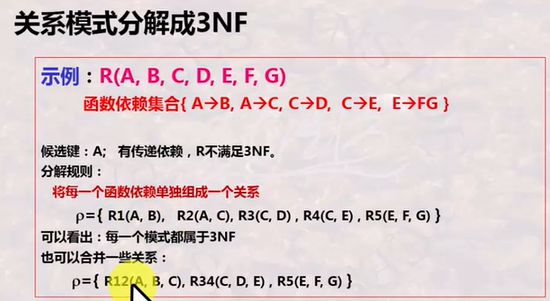 关系模式分解成3NF
示例：R(A, B, C, D, E, F, G)
函数依赖集合{ A→B, A→C, C→D, C→E, E→FG }
候选键：A； 有传递依赖，R不满足3NF。
分解规则：
将每一个函数依赖单独组成一个关系
ρ={ R1(A, B), R2(A, C), R3(C, D) , R4(C, E) , R5(E, F, G) }
可以看出：每一个模式都属于3NF
也可以合并一些关系：
ρ={ R12(A, B, C), R34(C, D, E) , R5(E, F, G) }